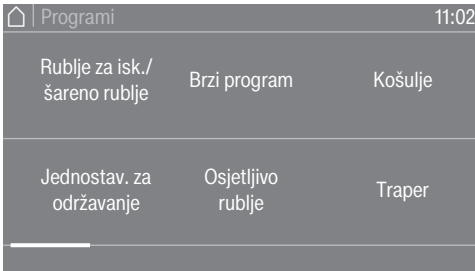 Programi 11:02
Rublje za isk./
šareno rublje
Brzi program
Košulje
Jednostav. za
održavanje
Osjetljivo
rublje
Traper